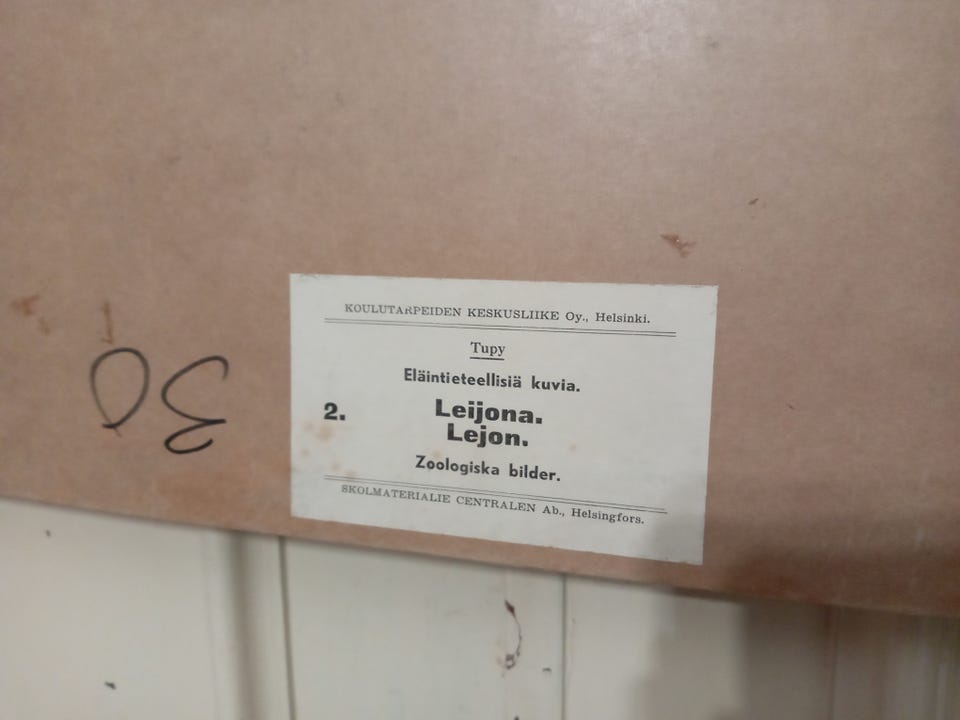 KOULUTARPEIDEN KESKUSLIIKE Oy., Helsinki.
Tupy
Eläintieteellisiä kuvia.
2. Leijona.
Lejon.
Zoologiska bilder.
SKOLMATERIALIE CENTRALEN Ab., Helsingfors.
30